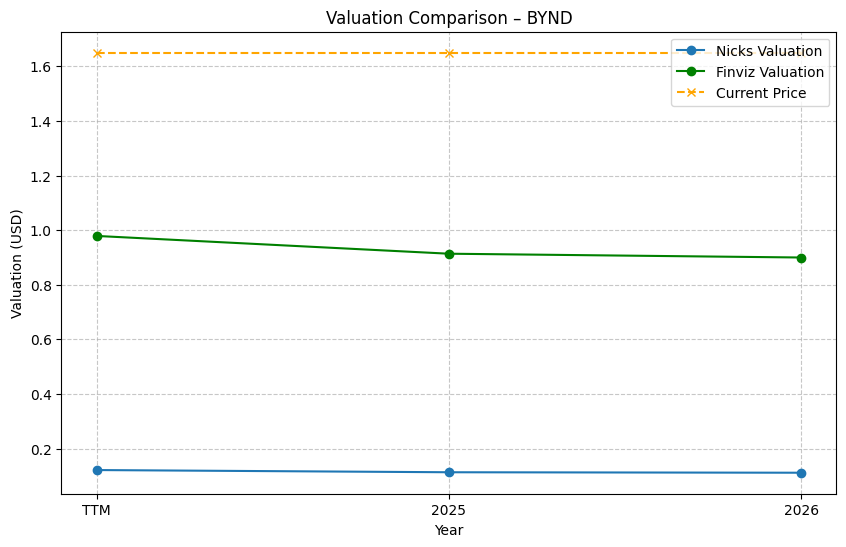 Valuation Comparison – BYND
Nicks Valuation
Finviz Valuation
Current Price
Valuation (USD)
1.6
1.4
1.2
1.0
0.8
0.6
0.4
0.2
TTM
2025
2026
Year